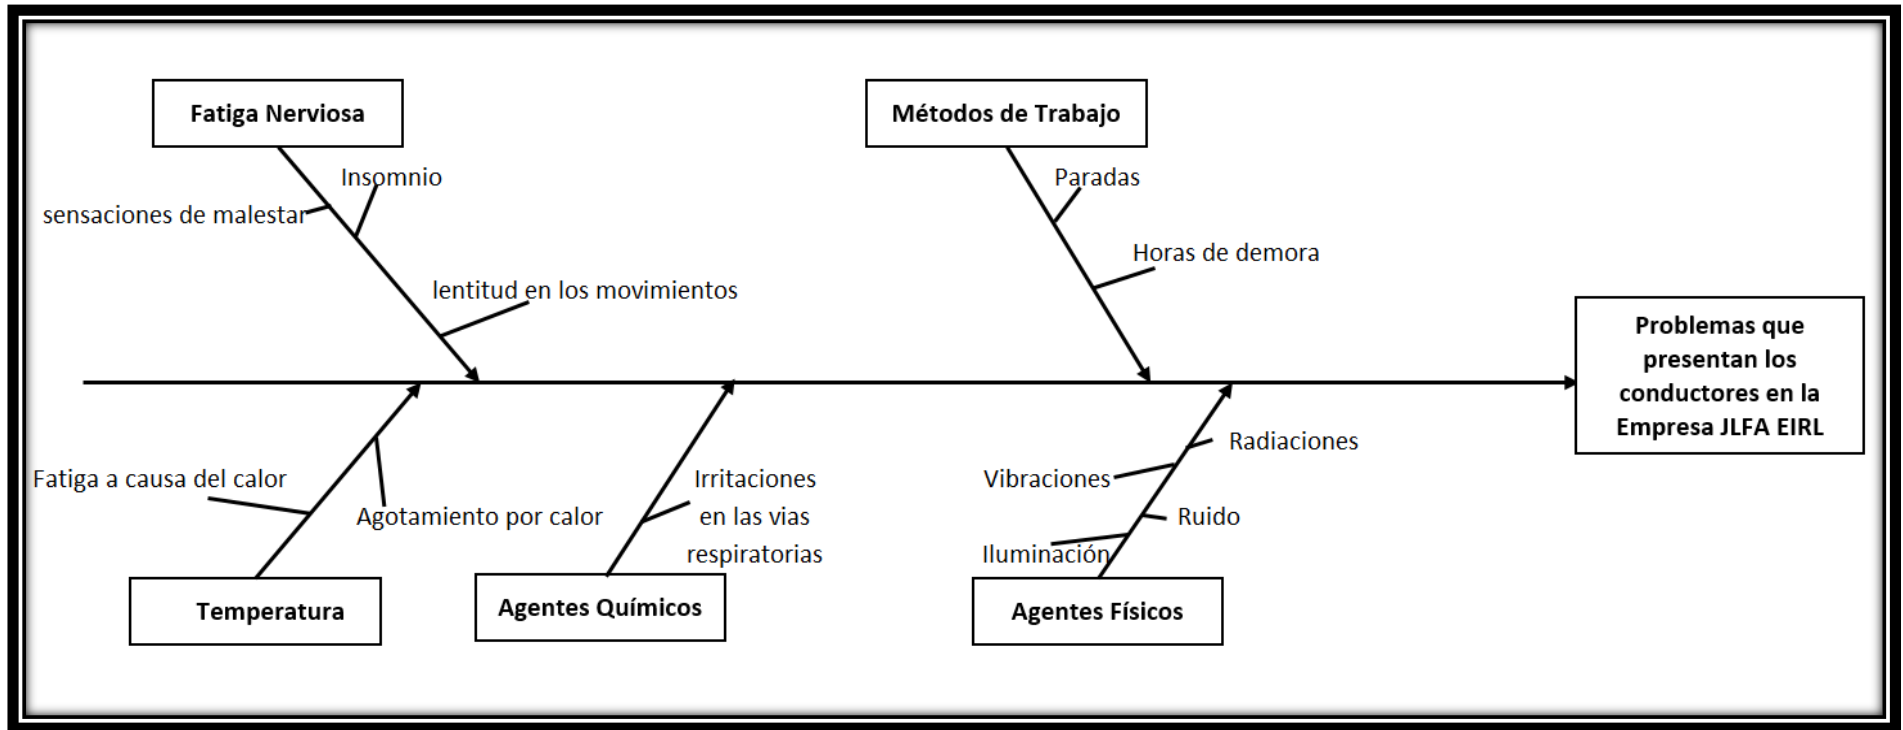 Fatiga Nerviosa
Métodos de Trabajo
Insomnio
sensaciones de malestar
lentitud en los movimientos
Paradas
Horas de demora
Problemas que
presentan los
conductores en la
Empresa JLFA EIRL
Fatiga a causa del calor
Agotamiento por calor
Irritaciones
en las vias
respiratorias
Radiaciones
Vibraciones
Ruido
Iluminación
Temperatura
Agentes Químicos
Agentes Físicos